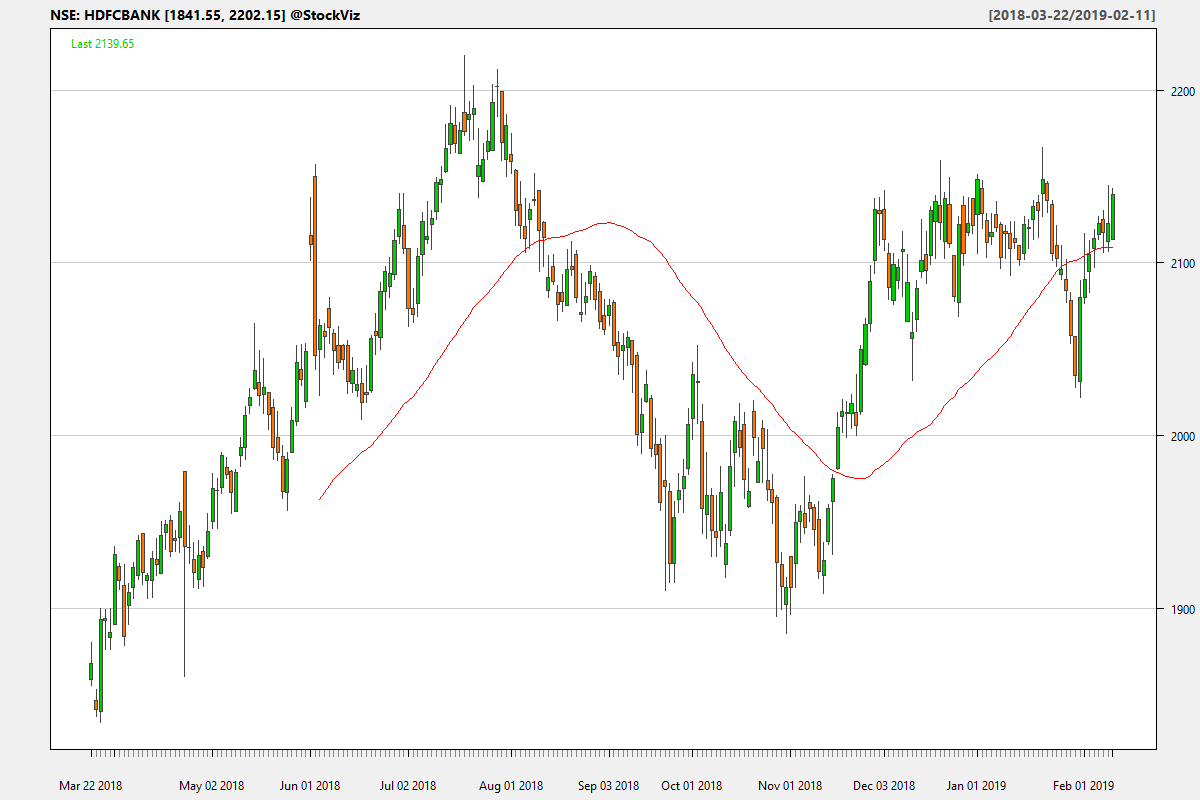 NSE: HDFCBANK [1841.55, 2202.15] @StockViz
[2018-03-22/2019-02-11]
Last 2139.65
2200
2100
2000
1900
Mar 22 2018 May 02 2018 Jun 01 2018 Jul 02 2018 Aug 01 2018 Sep 03 2018 Oct 01 2018 Nov 01 2018 Dec 03 2018 Jan 01 2019 Feb 01 2019